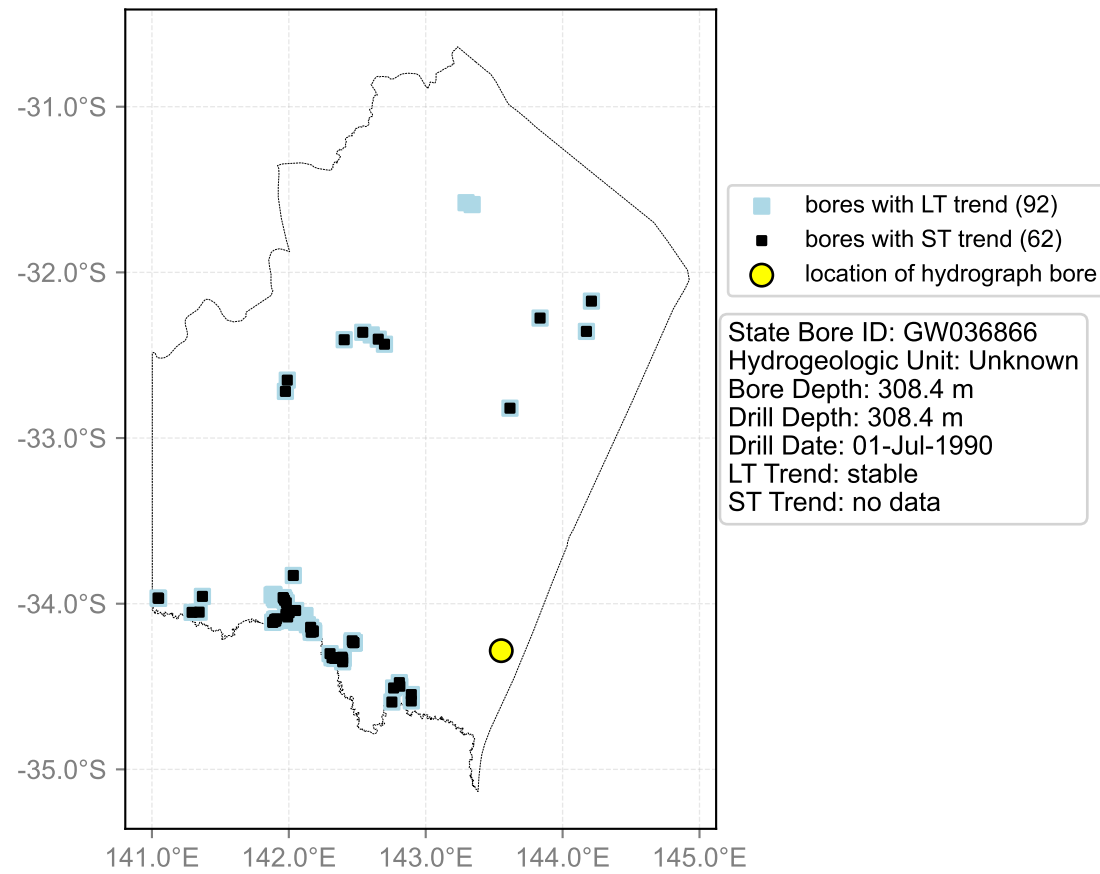 -31.0°S
-32.0°S
-33.0°S
-34.0°S
-35.0°S
141.0°E
142.0°E
143.0°E
144.0°E
145.0°E
bores with LT trend (92)
bores with ST trend (62)
location of hydrograph bore
State Bore ID: GW036866
Hydrogeologic Unit: Unknown
Bore Depth: 308.4 m
Drill Depth: 308.4 m
Drill Date: 01-Jul-1990
LT Trend: stable
ST Trend: no data